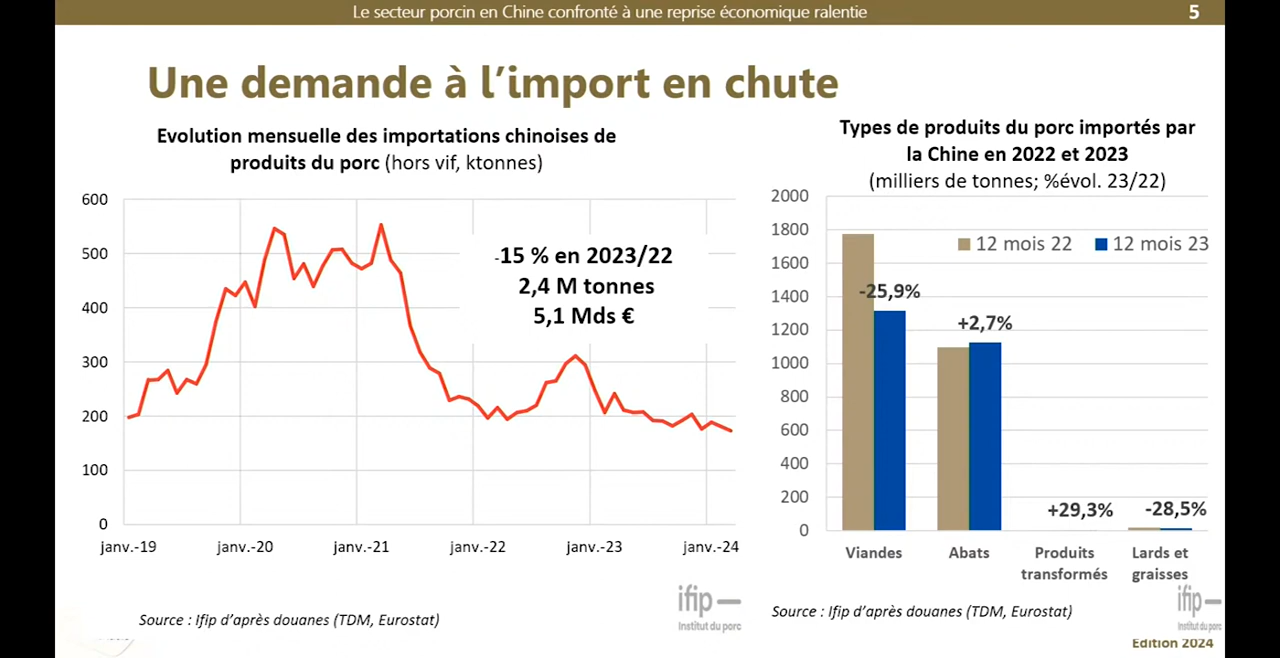 Le secteur porcin en Chine confronté à une reprise économique ralentie
5
Une demande à l'import en chute
Evolution mensuelle des importations chinoises de
produits du porc (hors vif, ktonnes)
600
500
400
300
200
100
0
janv.-19
janv.-20
janv.-21
janv.-22
janv.-23
janv.-24
-15 % en 2023/22
2,4 M tonnes
5,1 Mds €
Source : Ifip d'après douanes (TDM, Eurostat)
ifip
Institut du porc
Types de produits du porc importés par
la Chine en 2022 et 2023
(milliers de tonnes; %évol. 23/22)
2000
1800
1600
1400
1200
1000
800
600
400
200
0
12 mois 22
12 mois 23
-25,9%
+2,7%
+29,3%
-28,5%
Viandes
Abats
Produits
transformés
Lards et
graisses
Source : Ifip d'après douanes (TDM, Eurostat)
ifip
Institut du porc
Edition 2024